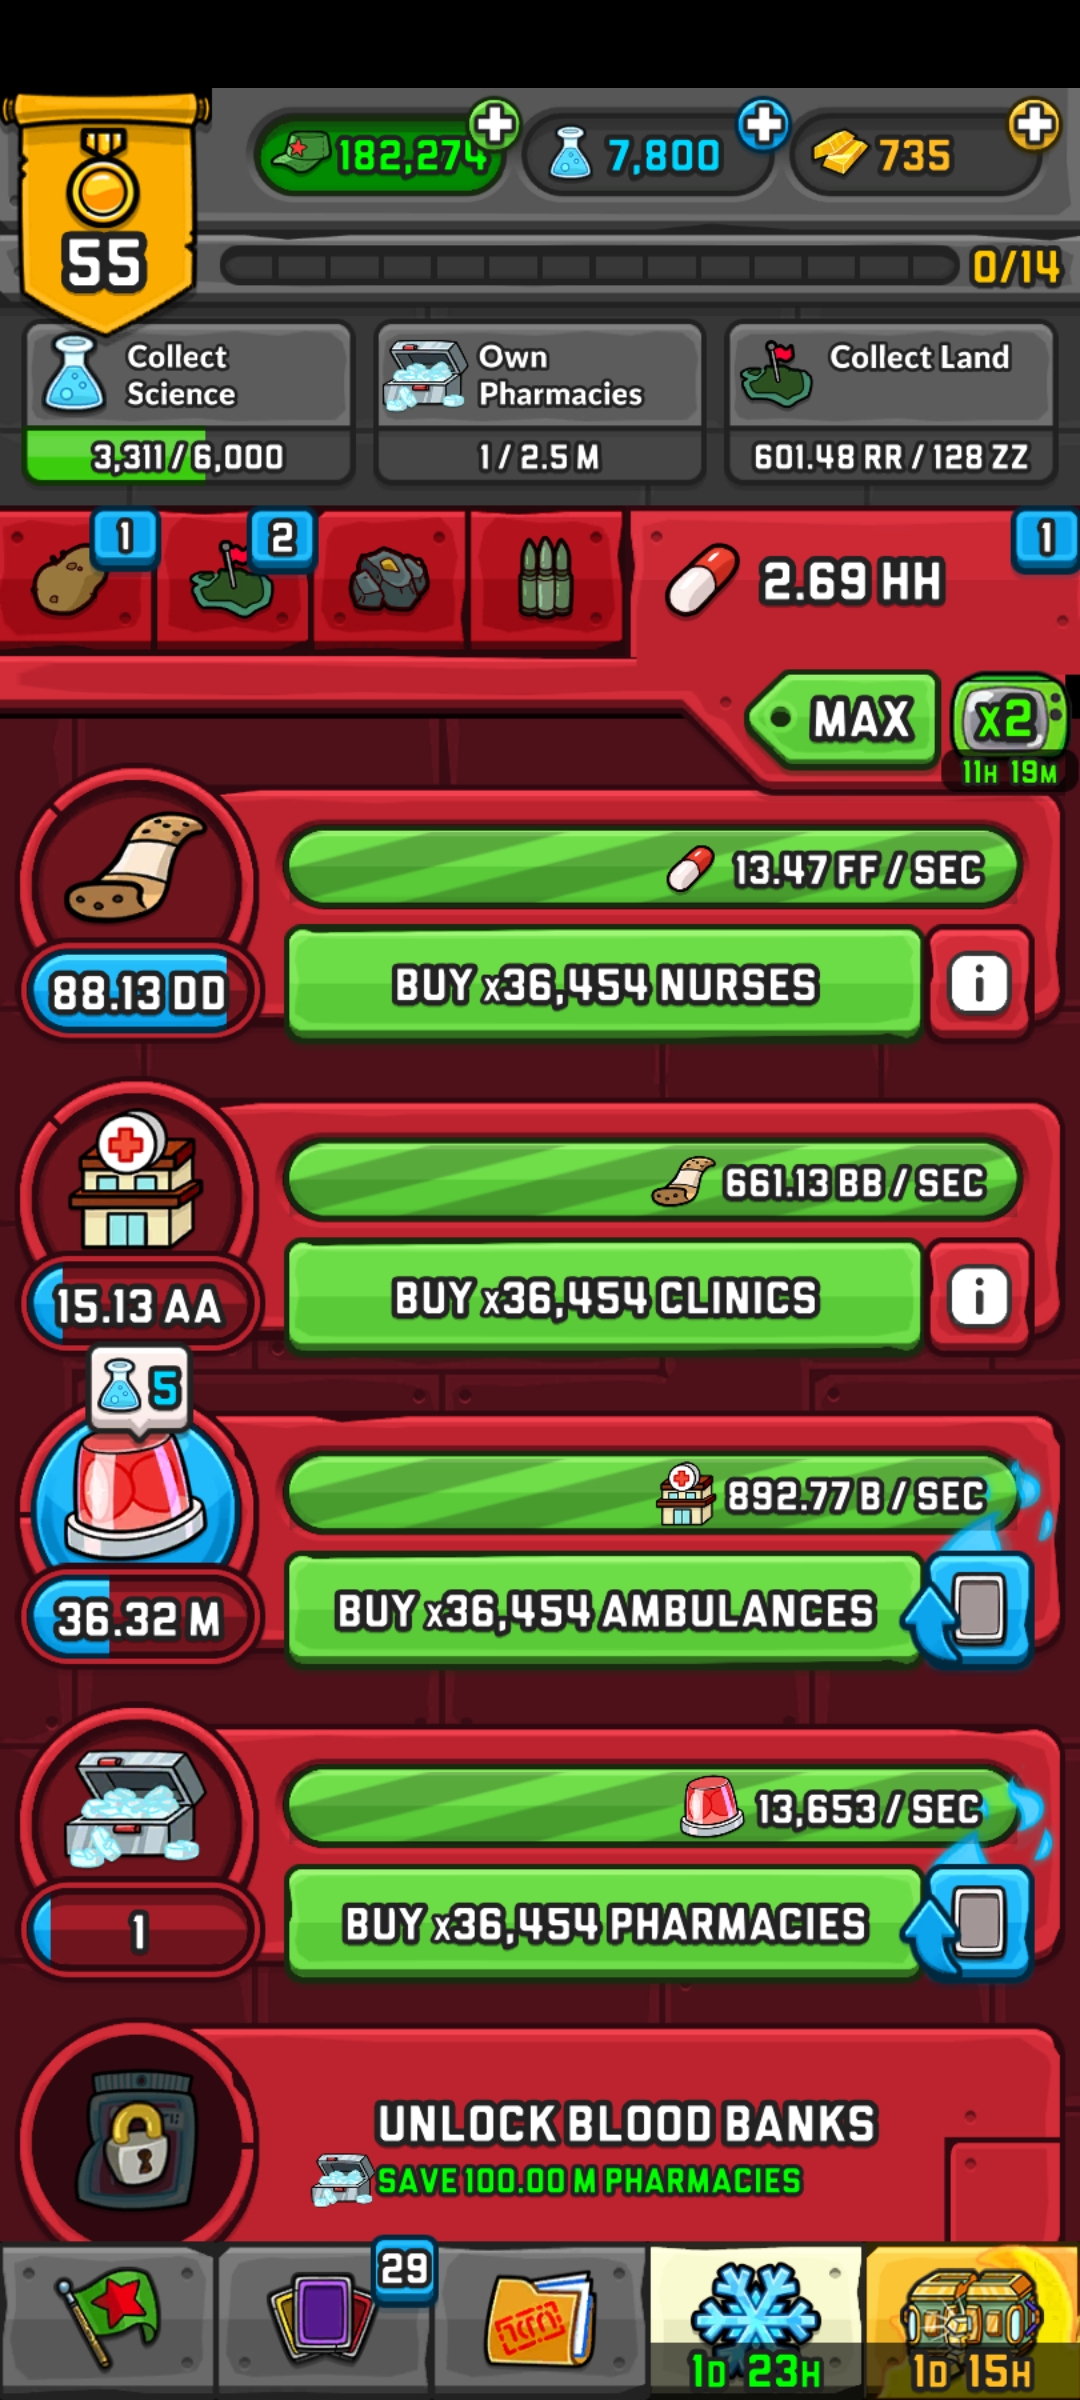 55
182,274
7,800
735
0/14
Collect
Science
3,311 / 6,000
Own
Pharmacies
1 / 2.5 M
Collect Land
601.48 RR / 128 ZZ
1
2
2.69 HH
1
MAX
x2
11H 19M
13.47 FF / SEC
88.13 DD
BUY x36,454 NURSES
i
661.13 BB / SEC
15.13 AA
BUY x36,454 CLINICS
i
5
892.77 B / SEC
36.32 M
BUY x36,454 AMBULANCES
13,653 / SEC
1
BUY x36,454 PHARMACIES
UNLOCK BLOOD BANKS
SAVE 100.00 M PHARMACIES
29
1D 23H
1D 15H